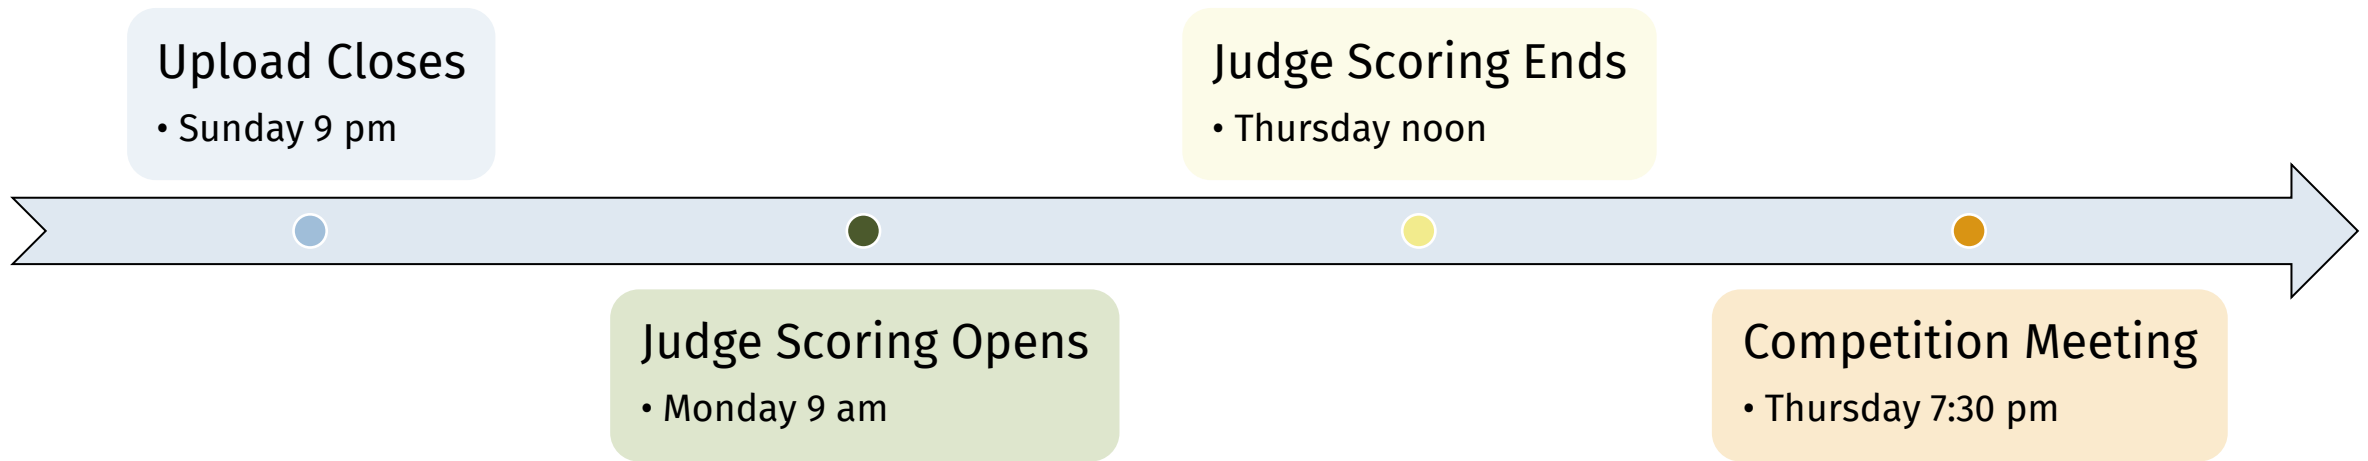 Upload Closes
• Sunday 9 pm
Judge Scoring Opens
• Monday 9 am
Judge Scoring Ends
• Thursday noon
Competition Meeting
• Thursday 7:30 pm